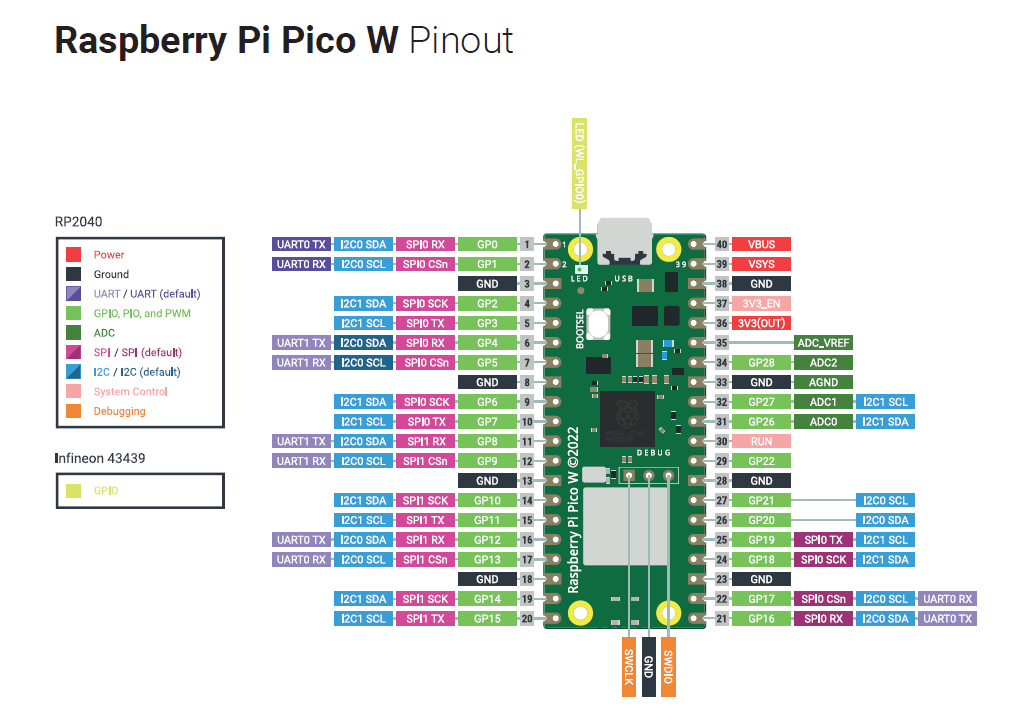 Raspberry Pi Pico W Pinout
LED (WL_GPIO0)
RP2040
Power
Ground
UART / UART (default)
GPIO, PIO, and PWM
ADC
SPI / SPI (default)
I2C / I2C (default)
System Control
Debugging
Infineon 43439
GPIO
UART0 TX I2C0 SDA SPI0 RX GP0 1
UART0 RX I2C0 SCL SPI0 CSn GP1 2
GND 3
I2C1 SDA SPI0 SCK GP2 4
I2C1 SCL SPI0 TX GP3 5
UART1 TX I2C0 SDA SPI0 RX GP4 6
UART1 RX I2C0 SCL SPI0 CSn GP5 7
GND 8
I2C1 SDA SPI0 SCK GP6 9
I2C1 SCL SPI0 TX GP7 10
UART1 TX I2C0 SDA SPI1 RX GP8 11
UART1 RX I2C0 SCL SPI1 CSn GP9 12
GND 13
I2C1 SDA SPI1 SCK GP10 14
I2C1 SCL SPI1 TX GP11 15
UART0 TX I2C0 SDA SPI1 RX GP12 16
UART0 RX I2C0 SCL SPI1 CSn GP13 17
GND 18
I2C1 SDA SPI1 SCK GP14 19
I2C1 SCL SPI1 TX GP15 20
1
2
39
LED
USB
BOOTSEL
DEBUG
Raspberry Pi Pico W ©2022
40 VBUS
39 VSYS
38 GND
37 3V3_EN
36 3V3(OUT)
35 ADC_VREF
34 GP28 ADC2
33 GND AGND
32 GP27 ADC1 I2C1 SCL
31 GP26 ADC0 I2C1 SDA
30 RUN
29 GP22
28 GND
27 GP21 I2C0 SCL
26 GP20 I2C0 SDA
25 GP19 SPI0 TX I2C1 SCL
24 GP18 SPI0 SCK I2C1 SDA
23 GND
22 GP17 SPI0 CSn I2C0 SCL UART0 RX
21 GP16 SPI0 RX I2C0 SDA UART0 TX
SWCLK
GND
SWDIO